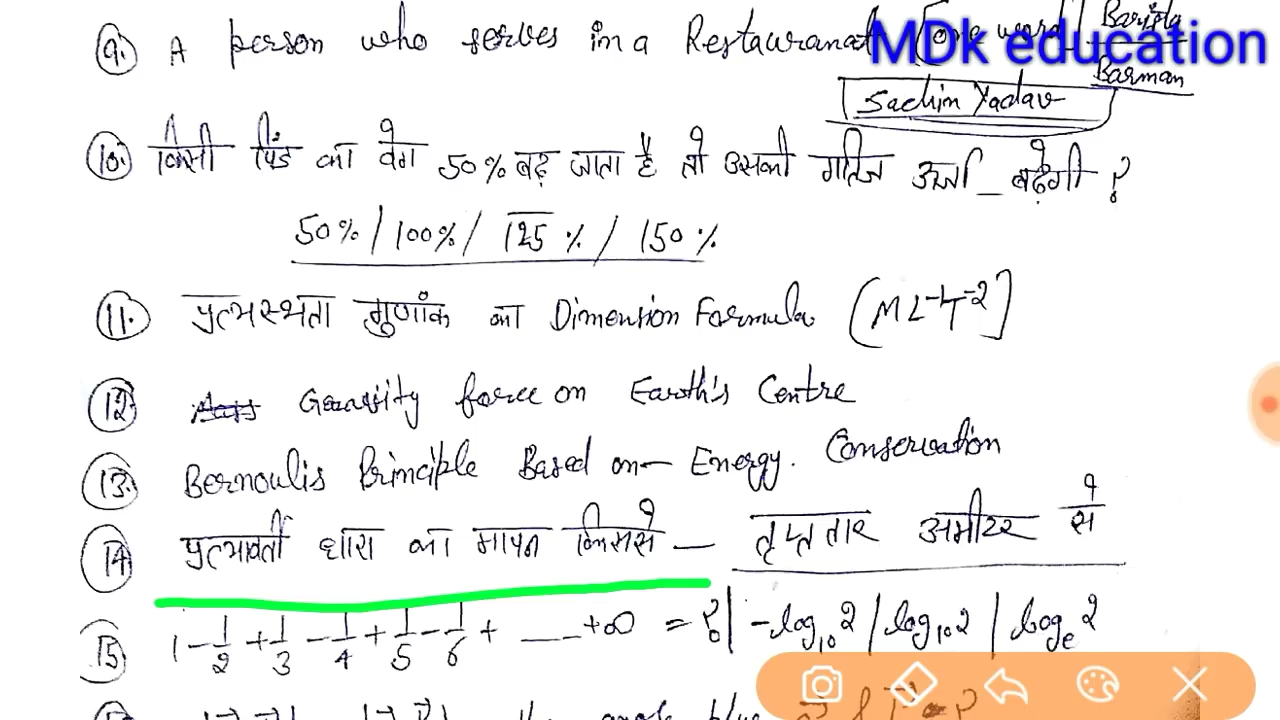 9. A person who serves in a Restauranat (one word) Barista
MDk education
Barman
Sachin Yadav
10. किसी पिंड का वेग 50% बढ़ जाता है तो उसकी गतिज ऊर्जा _ बढ़ेगी ?
50% / 100% / 125% / 150%
11. प्रत्यास्थता गुणांक का Dimension Formula [ML⁻¹T⁻²]
12. Gravity force on Earth's Centre
13. Bernoulis Principle Based on — Energy. Conservation
14. प्रत्यावर्ती धारा का मापन किससे — तृप्त तार अमीटर से
15. 1 - 1/2 + 1/3 - 1/4 + 1/5 - 1/6 + ___ +∞ = ? | -log₁₀2 / log₁₀2 / logₑ2